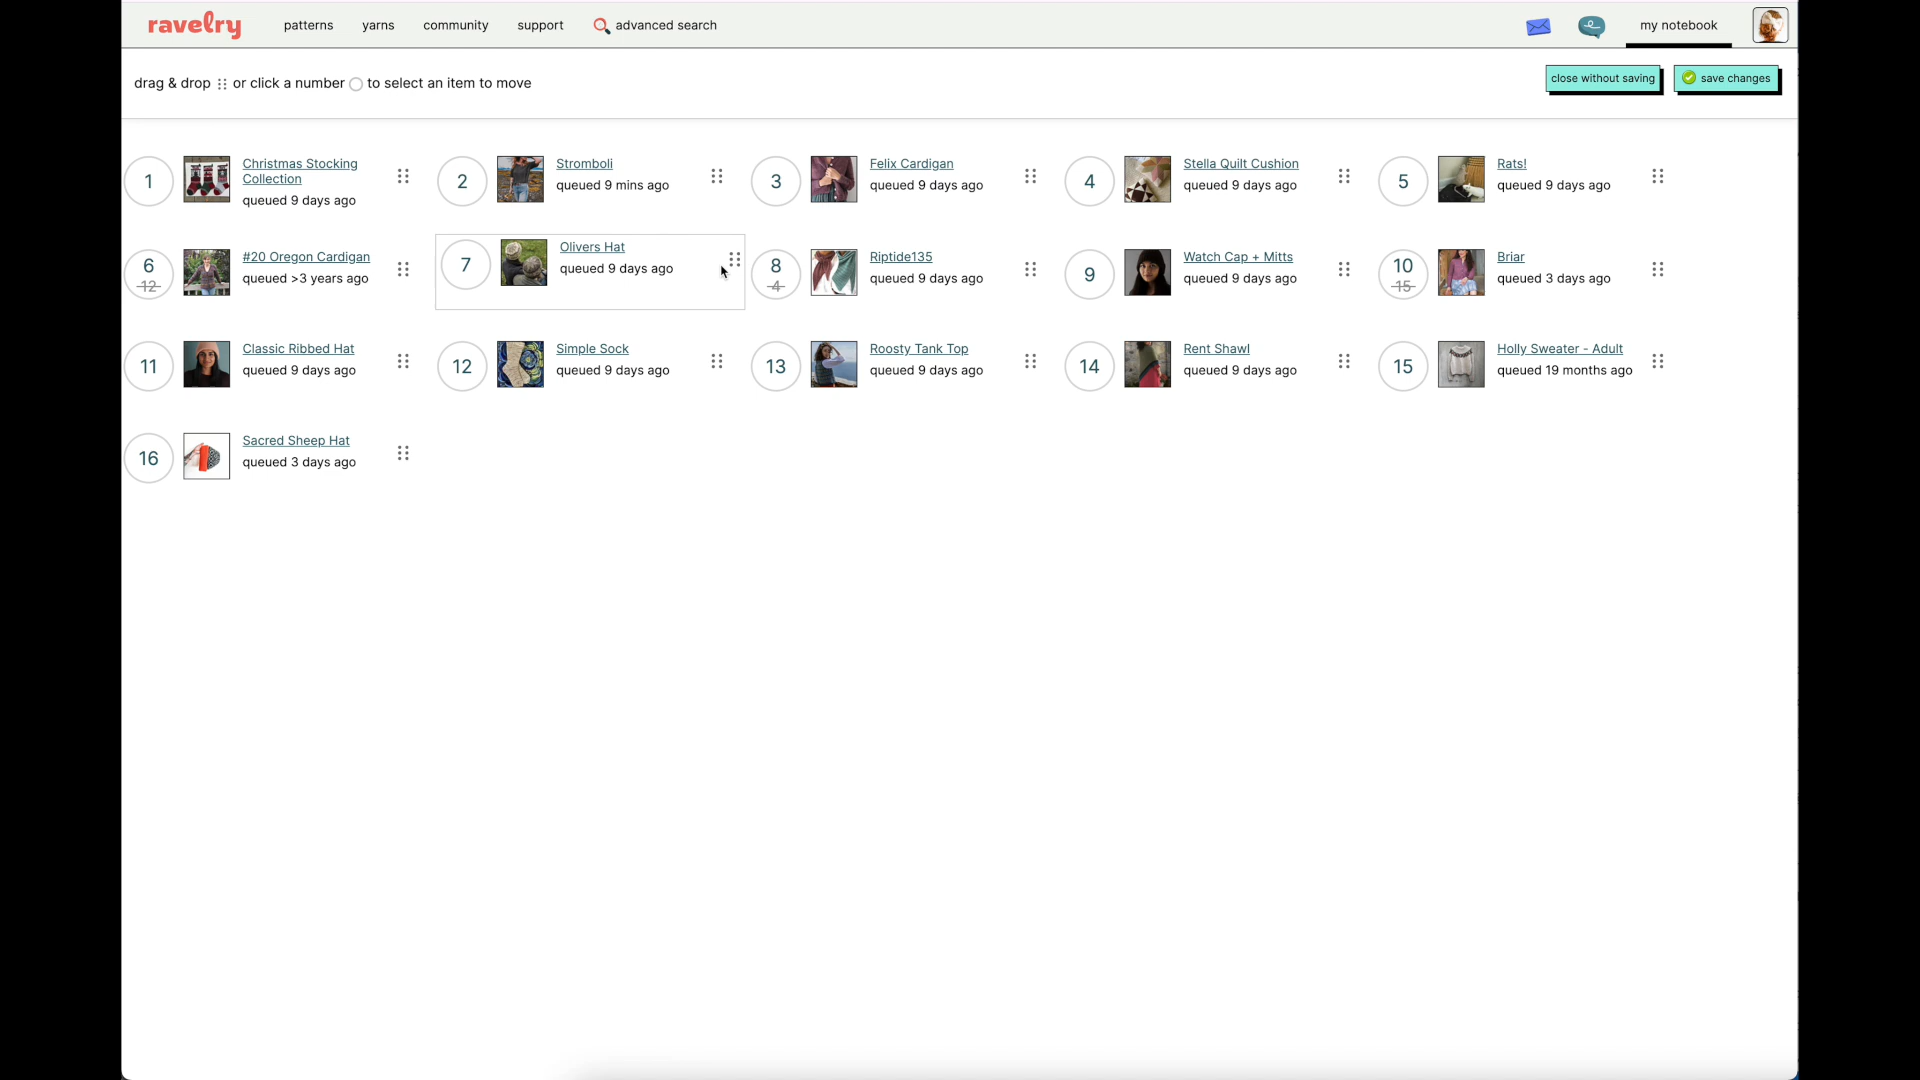 ravelry patterns yarns community support advanced search my notebook
drag & drop or click a number to select an item to move close without saving save changes
1 Christmas Stocking Collection queued 9 days ago
2 Stromboli queued 9 mins ago
3 Felix Cardigan queued 9 days ago
4 Stella Quilt Cushion queued 9 days ago
5 Rats! queued 9 days ago
6 12 #20 Oregon Cardigan queued >3 years ago
7 Olivers Hat queued 9 days ago
8 4 Riptide135 queued 9 days ago
9 Watch Cap + Mitts queued 9 days ago
10 15 Briar queued 3 days ago
11 Classic Ribbed Hat queued 9 days ago
12 Simple Sock queued 9 days ago
13 Roosty Tank Top queued 9 days ago
14 Rent Shawl queued 9 days ago
15 Holly Sweater - Adult queued 19 months ago
16 Sacred Sheep Hat queued 3 days ago